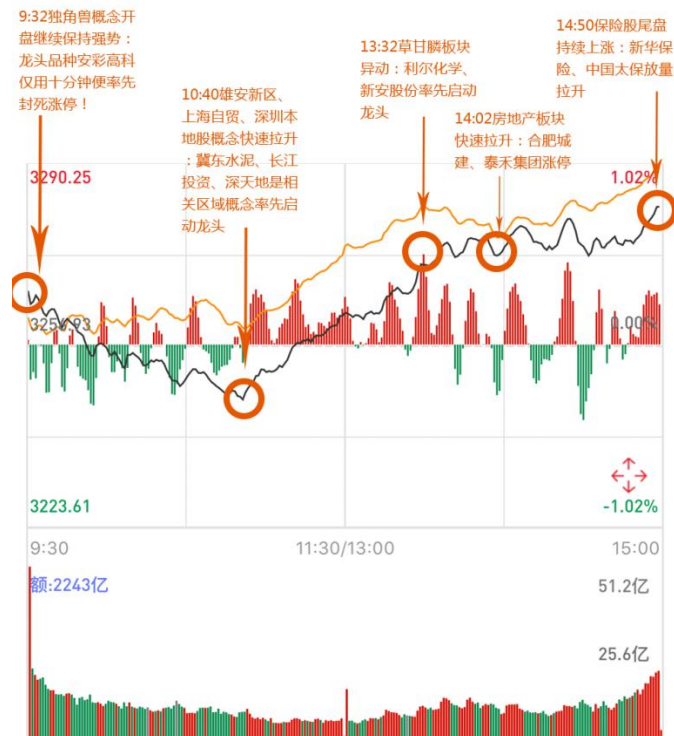 9:32独角兽概念开
盘继续保持强势：
龙头品种安彩高科
仅用十分钟便率先
封死涨停！
10:40雄安新区、
上海自贸、深圳本
地股概念快速拉升
：冀东水泥、长江
投资、深天地是相
关区域概念率先启
动龙头
13:32草甘膦板块
异动：利尔化学、
新安股份率先启动
龙头
14:02房地产板块
快速拉升：合肥城
建、泰禾集团涨停
14:50保险股尾盘
持续上涨：新华保
险、中国太保放量
拉升
3290.25
1.02%
3256.93
0.00%
3223.61
-1.02%
9:30
11:30/13:00
15:00
额:2243亿
51.2亿
25.6亿